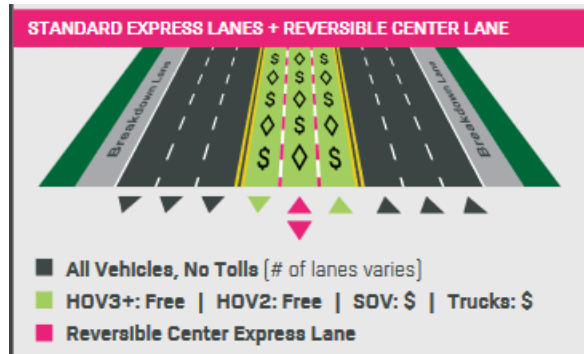 STANDARD EXPRESS LANES + REVERSIBLE CENTER LANE
Breakdown Lane
Breakdown Lane
$ ◊ $
◊ $ ◊
$ ◊ $
◊ $ ◊
$ ◊ $
All Vehicles, No Tolls (# of lanes varies)
HOV3+: Free | HOV2: Free | SOV: $ | Trucks: $
Reversible Center Express Lane